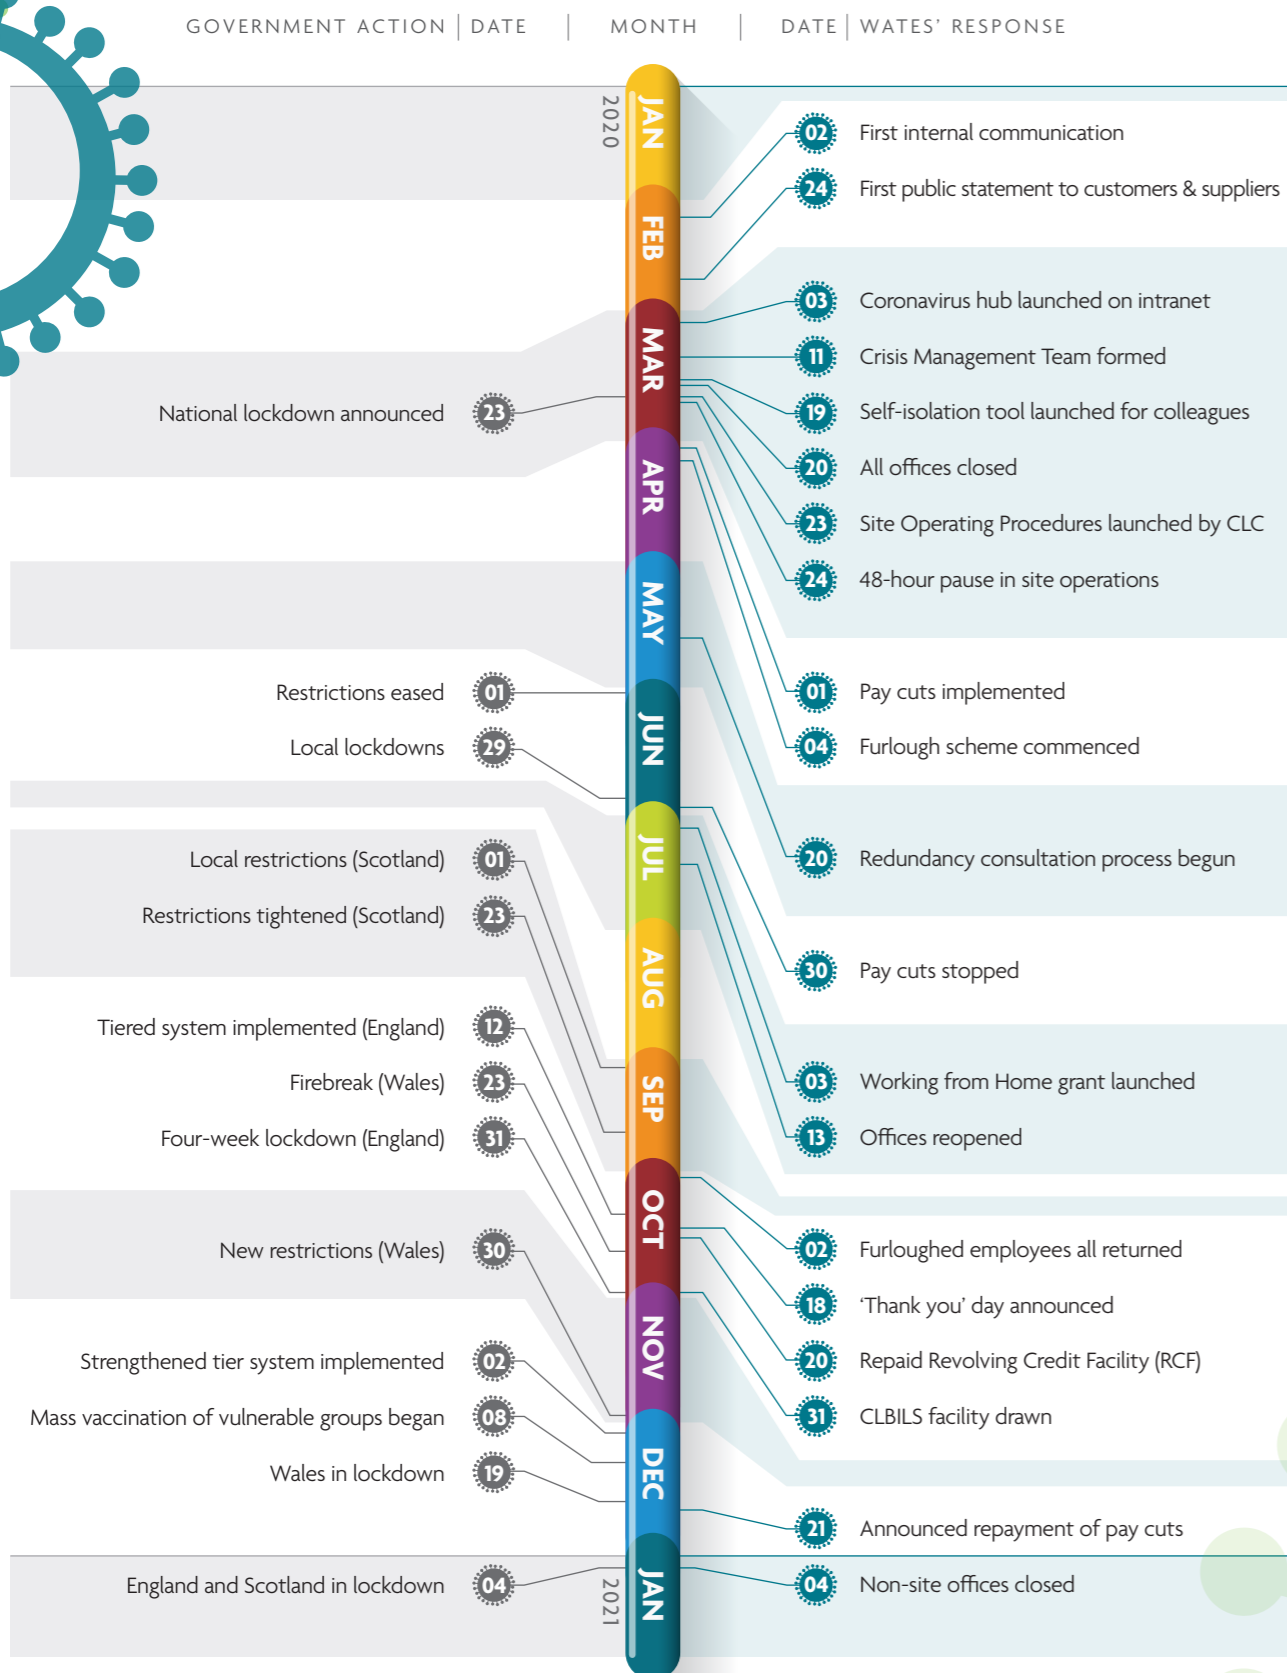 GOVERNMENT ACTION | DATE | MONTH | DATE | WATES' RESPONSE
JAN
2020
02 First internal communication
24 First public statement to customers & suppliers
FEB
03 Coronavirus hub launched on intranet
MAR
11 Crisis Management Team formed
National lockdown announced 23
19 Self-isolation tool launched for colleagues
20 All offices closed
APR
23 Site Operating Procedures launched by CLC
24 48-hour pause in site operations
MAY
Restrictions eased 01
01 Pay cuts implemented
Local lockdowns 29
JUN
04 Furlough scheme commenced
Local restrictions (Scotland) 01
JUL
20 Redundancy consultation process begun
Restrictions tightened (Scotland) 23
AUG
30 Pay cuts stopped
Tiered system implemented (England) 12
Firebreak (Wales) 23
SEP
03 Working from Home grant launched
Four-week lockdown (England) 31
13 Offices reopened
OCT
New restrictions (Wales) 30
02 Furloughed employees all returned
18 ‘Thank you’ day announced
NOV
Strengthened tier system implemented 02
20 Repaid Revolving Credit Facility (RCF)
Mass vaccination of vulnerable groups began 08
31 CLBILS facility drawn
Wales in lockdown 19
DEC
21 Announced repayment of pay cuts
England and Scotland in lockdown 04
JAN
2021
04 Non-site offices closed